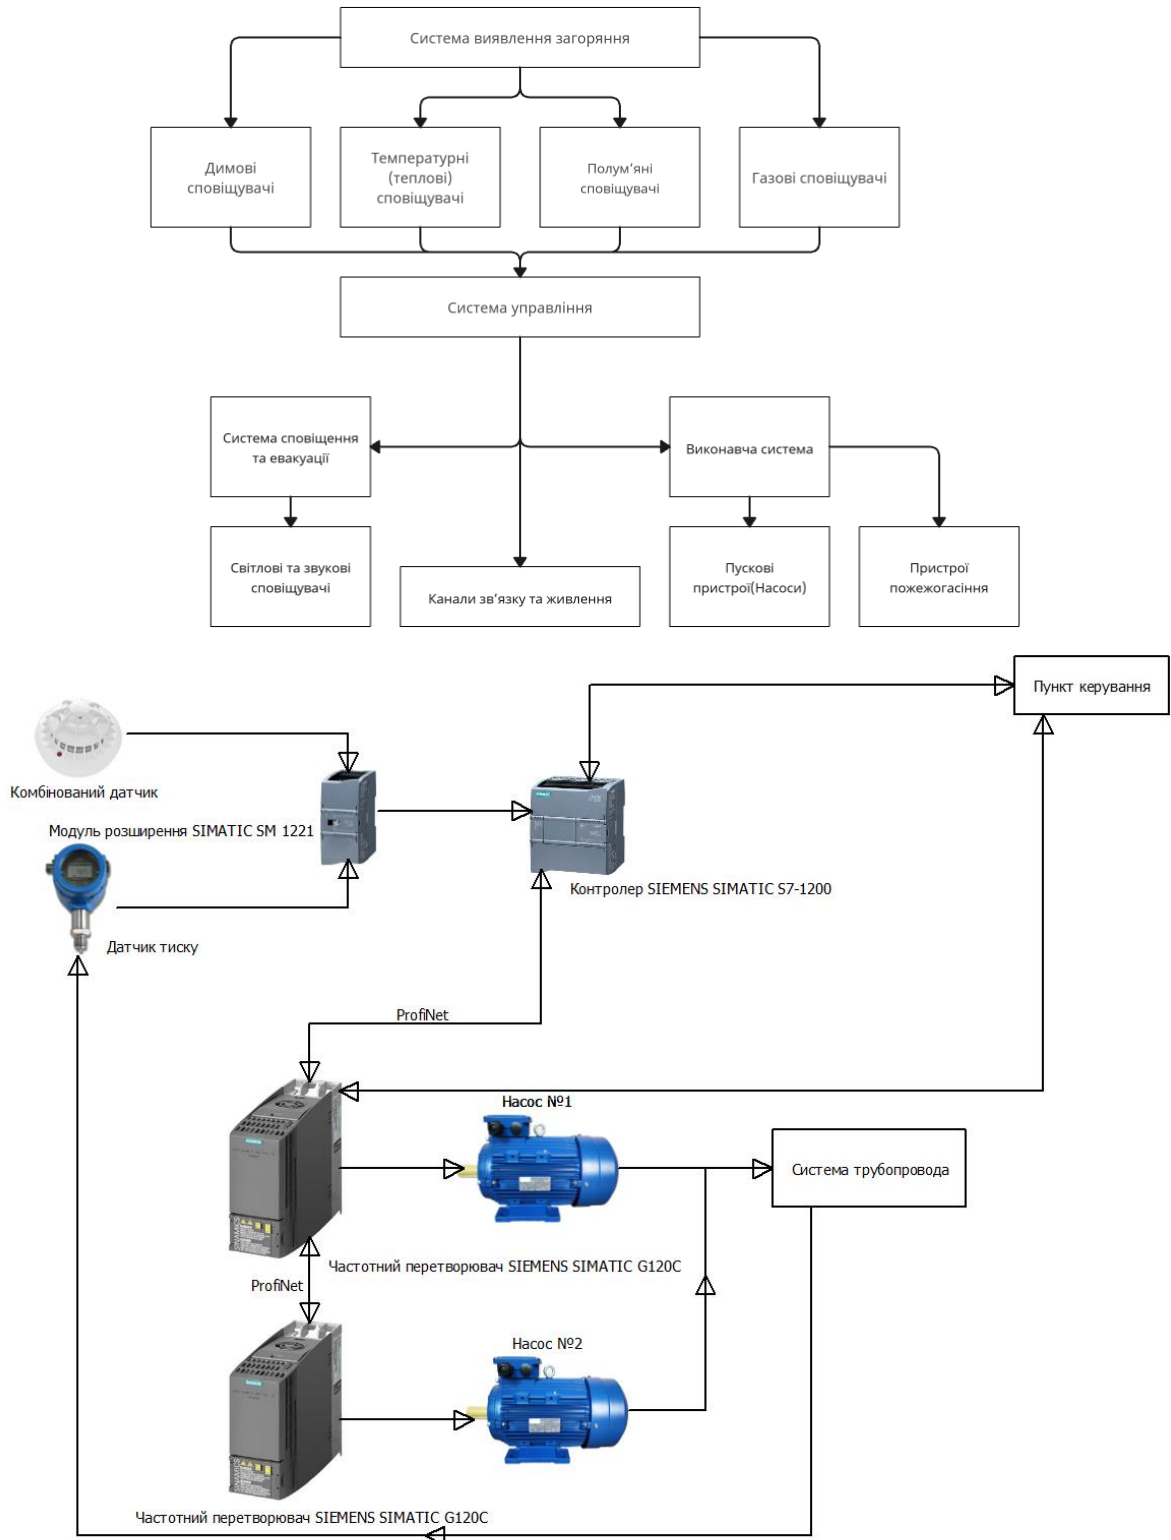 Система виявлення загоряння
Димові
сповіщувачі
Температурні
(теплові)
сповіщувачі
Полум’яні
сповіщувачі
Газові сповіщувачі
Система управління
Система сповіщення
та евакуації
Виконавча система
Світлові та звукові
сповіщувачі
Канали зв’язку та живлення
Пускові
пристрої(Насоси)
Пристрої
пожежогасіння
Пункт керування
Комбінований датчик
Модуль розширення SIMATIC SM 1221
Контролер SIEMENS SIMATIC S7-1200
Датчик тиску
ProfiNet
Насос №1
Система трубопровода
Частотний перетворювач SIEMENS SIMATIC G120C
ProfiNet
Насос №2
Частотний перетворювач SIEMENS SIMATIC G120C
SINAMICS
SINAMICS